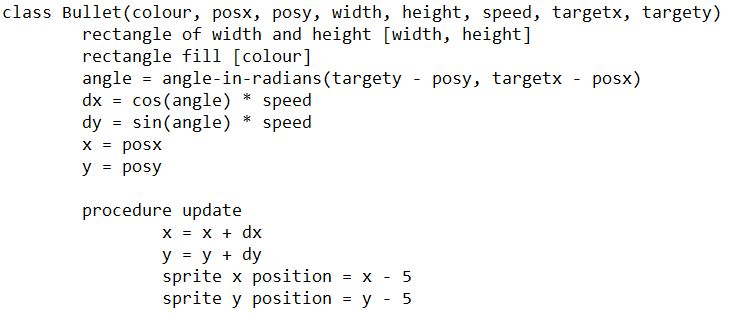 class Bullet(colour, posx, posy, width, height, speed, targetx, targety)
rectangle of width and height [width, height]
rectangle fill [colour]
angle = angle-in-radians(targety - posy, targetx - posx)
dx = cos(angle) * speed
dy = sin(angle) * speed
x = posx
y = posy
procedure update
x = x + dx
y = y + dy
sprite x position = x - 5
sprite y position = y - 5